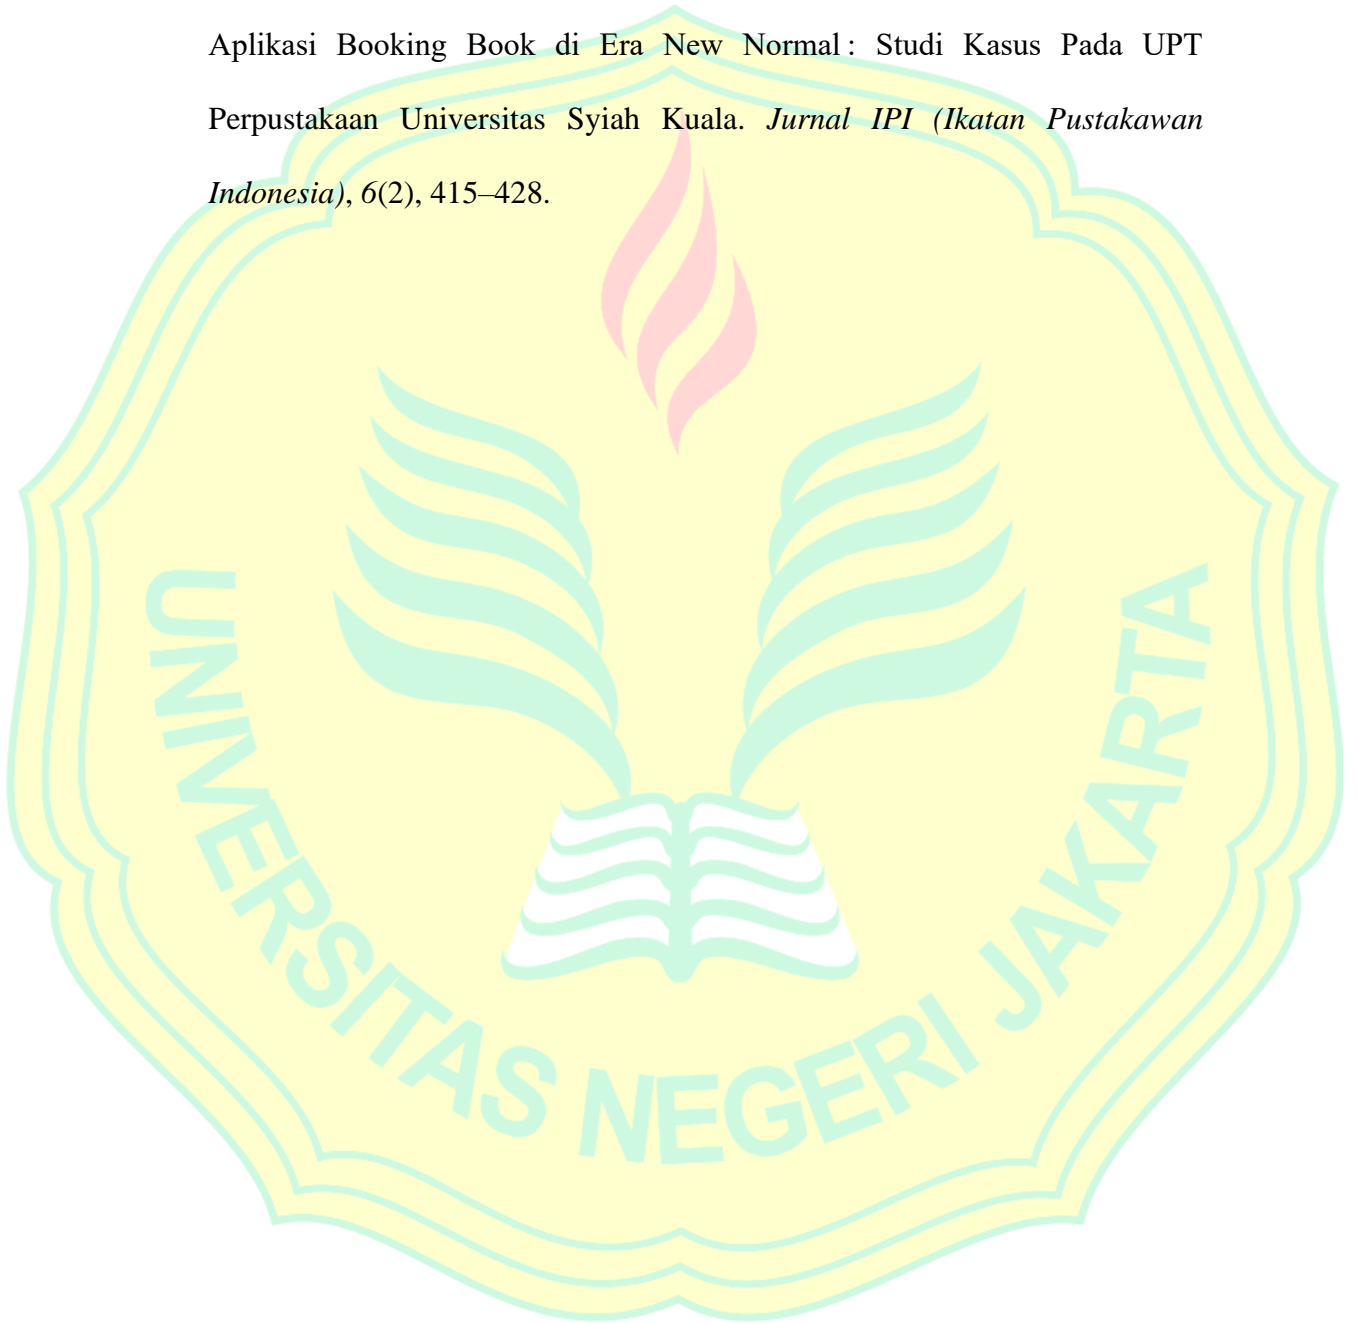 Aplikasi Booking Book di Era New Normal : Studi Kasus Pada UPT
Perpustakaan Universitas Syiah Kuala. Jurnal IPI (Ikatan Pustakawan
Indonesia), 6(2), 415–428.
UNIVERSITAS NEGERI JAKARTA